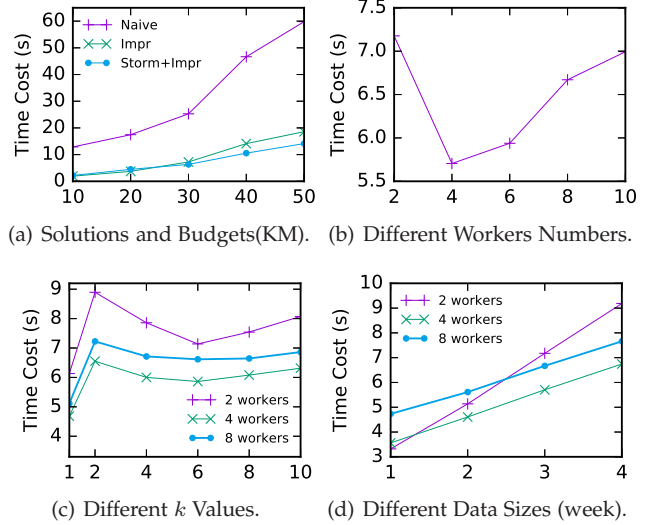 60
50
40
30
20
10
0
Time Cost (s)
Naive
Impr
Storm+Impr
10 20 30 40 50
(a) Solutions and Budgets(KM).
7.5
7.0
6.5
6.0
5.5
Time Cost (s)
2 4 6 8 10
(b) Different Workers Numbers.
9
8
7
6
5
4
Time Cost (s)
2 workers
4 workers
8 workers
1 2 4 6 8 10
(c) Different k Values.
10
9
8
7
6
5
4
3
2
Time Cost (s)
2 workers
4 workers
8 workers
1 2 3 4
(d) Different Data Sizes (week).